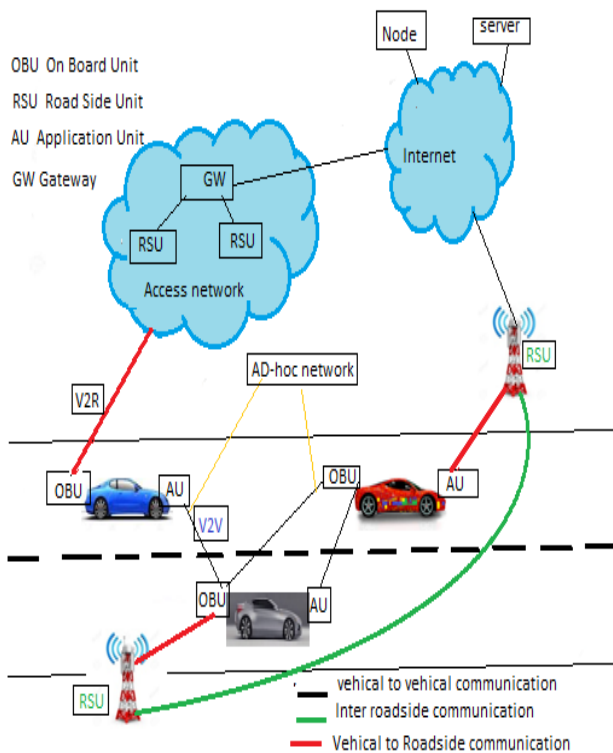 Node
server
OBU On Board Unit
RSU Road Side Unit
AU Application Unit
GW Gateway
Internet
GW
RSU
RSU
Access network
RSU
AD-hoc network
V2R
OBU
AU
OBU
AU
V2V
OBU
AU
RSU
vehical to vehical communication
Inter roadside communication
Vehical to Roadside communication